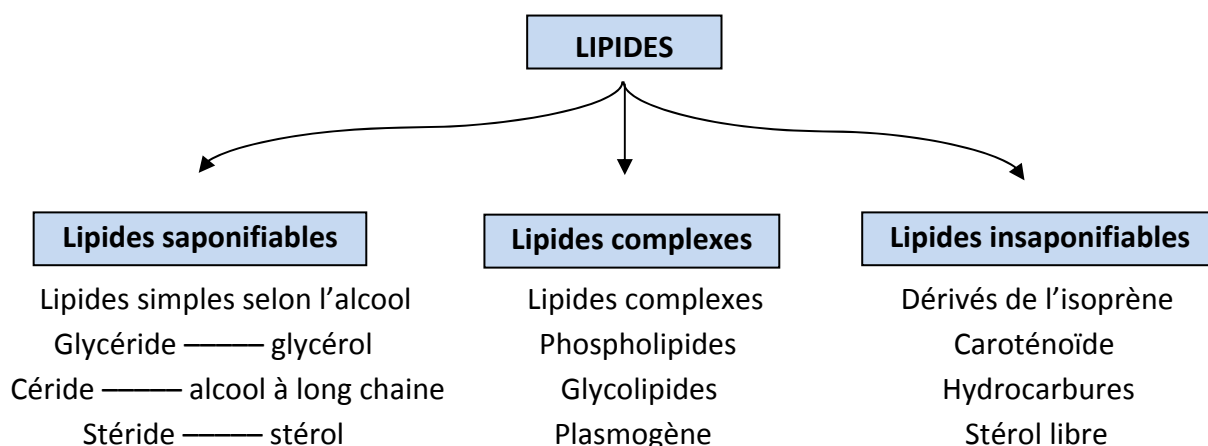 LIPIDES
Lipides saponifiables
Lipides simples selon l’alcool
Glycéride ――― glycérol
Céride ――― alcool à long chaine
Stéride ――― stérol
Lipides complexes
Lipides complexes
Phospholipides
Glycolipides
Plasmogène
Lipides insaponifiables
Dérivés de l’isoprène
Caroténoïde
Hydrocarbures
Stérol libre